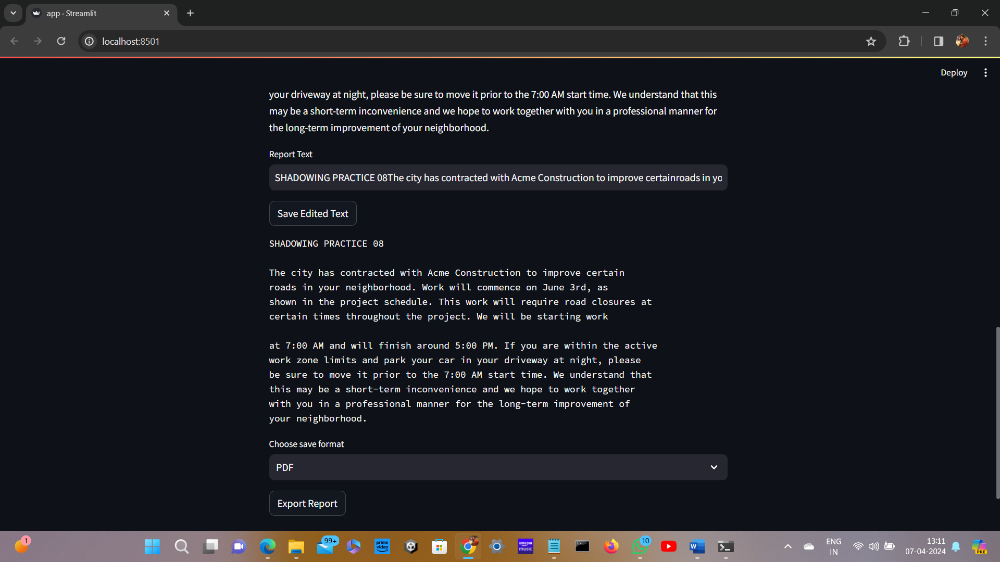 app · Streamlit
localhost:8501
Deploy
your driveway at night, please be sure to move it prior to the 7:00 AM start time. We understand that this
may be a short-term inconvenience and we hope to work together with you in a professional manner for
the long-term improvement of your neighborhood.
Report Text
SHADOWING PRACTICE 08The city has contracted with Acme Construction to improve certainroads in yo
Save Edited Text
SHADOWING PRACTICE 08
The city has contracted with Acme Construction to improve certain
roads in your neighborhood. Work will commence on June 3rd, as
shown in the project schedule. This work will require road closures at
certain times throughout the project. We will be starting work
at 7:00 AM and will finish around 5:00 PM. If you are within the active
work zone limits and park your car in your driveway at night, please
be sure to move it prior to the 7:00 AM start time. We understand that
this may be a short-term inconvenience and we hope to work together
with you in a professional manner for the long-term improvement of
your neighborhood.
Choose save format
PDF
Export Report
1
99+
prime
video
amazon
music
10
W
ENG
IN
13:11
07-04-2024
PRE